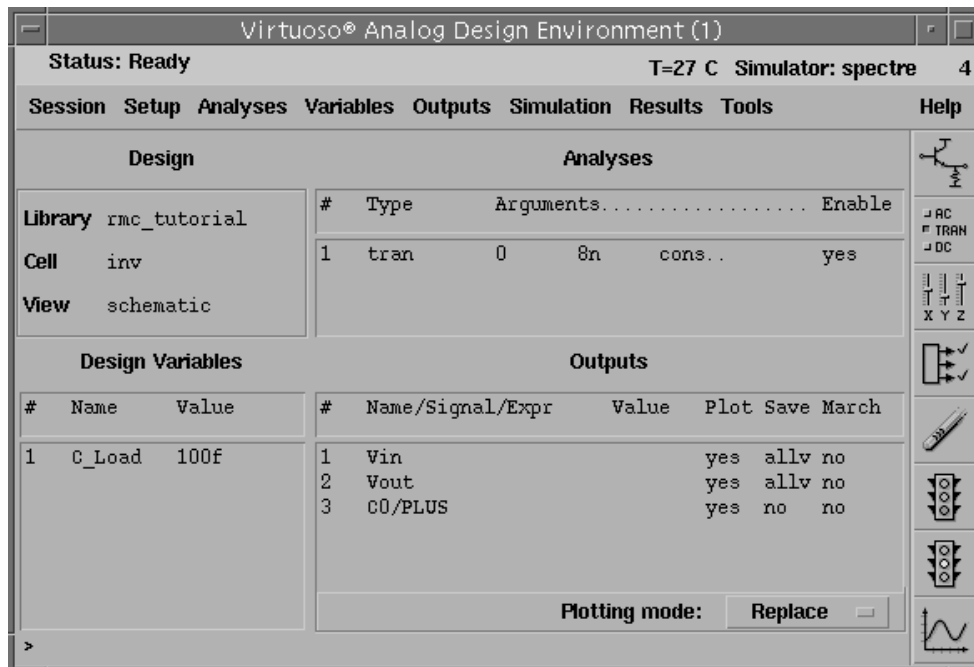 Virtuoso® Analog Design Environment (1)
Status: Ready
T=27 C Simulator: spectre 4
Session Setup Analyses Variables Outputs Simulation Results Tools Help
Design
Analyses
Library rmc_tutorial
Cell inv
View schematic
# Type Arguments.................. Enable
1 tran 0 8n cons.. yes
Design Variables
Outputs
# Name Value
1 C_Load 100f
# Name/Signal/Expr Value Plot Save March
1 Vin yes allv no
2 Vout yes allv no
3 C0/PLUS yes no no
Plotting mode: Replace
>
AC
TRAN
DC
X Y Z